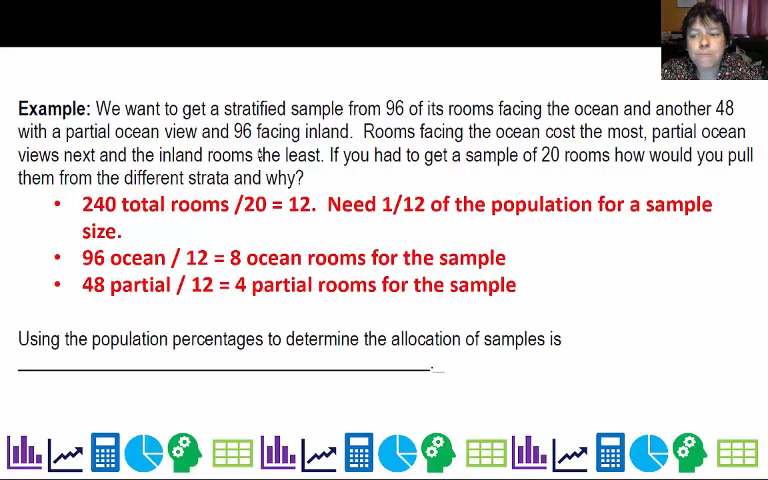 Example: We want to get a stratified sample from 96 of its rooms facing the ocean and another 48
with a partial ocean view and 96 facing inland. Rooms facing the ocean cost the most, partial ocean
views next and the inland rooms the least. If you had to get a sample of 20 rooms how would you pull
them from the different strata and why?
• 240 total rooms /20 = 12. Need 1/12 of the population for a sample
size.
• 96 ocean / 12 = 8 ocean rooms for the sample
• 48 partial / 12 = 4 partial rooms for the sample
Using the population percentages to determine the allocation of samples is
____________________________________________.